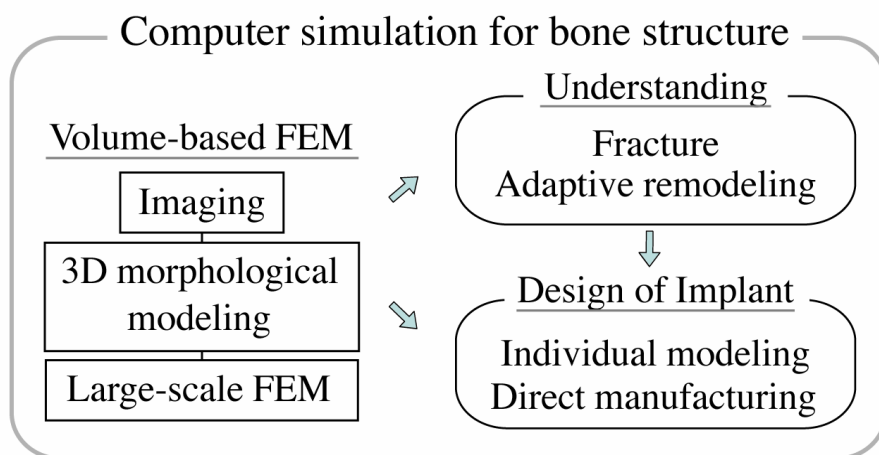 Computer simulation for bone structure
Volume-based FEM
Imaging
3D morphological
modeling
Large-scale FEM
Understanding
Fracture
Adaptive remodeling
Design of Implant
Individual modeling
Direct manufacturing